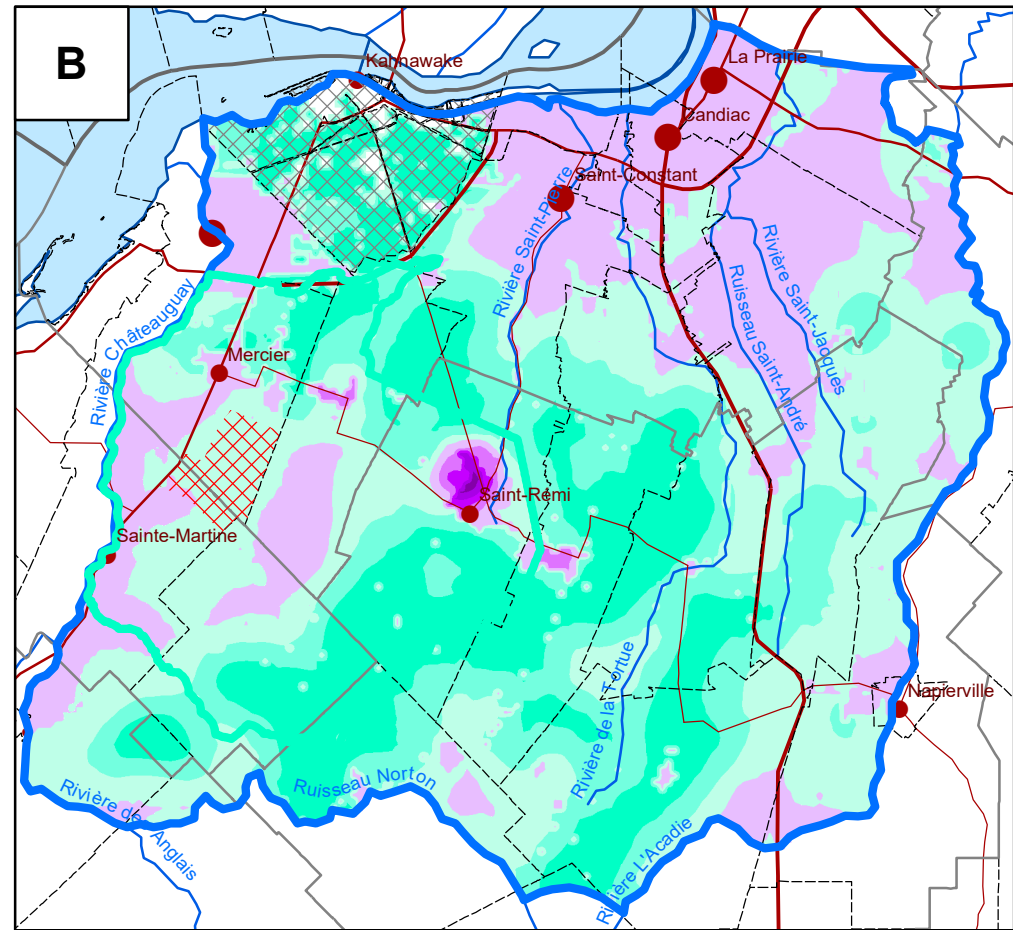 B
Kahnawake
La Prairie
Candiac
Saint-Constant
Rivière Saint-Pierre
Rivière Saint-Jacques
Ruisseau Saint-André
Rivière Châteauguay
Mercier
Saint-Rémi
Sainte-Martine
Rivière de la Tortue
Napierville
Ruisseau Norton
Rivière des Anglais
Rivière L'Acadie